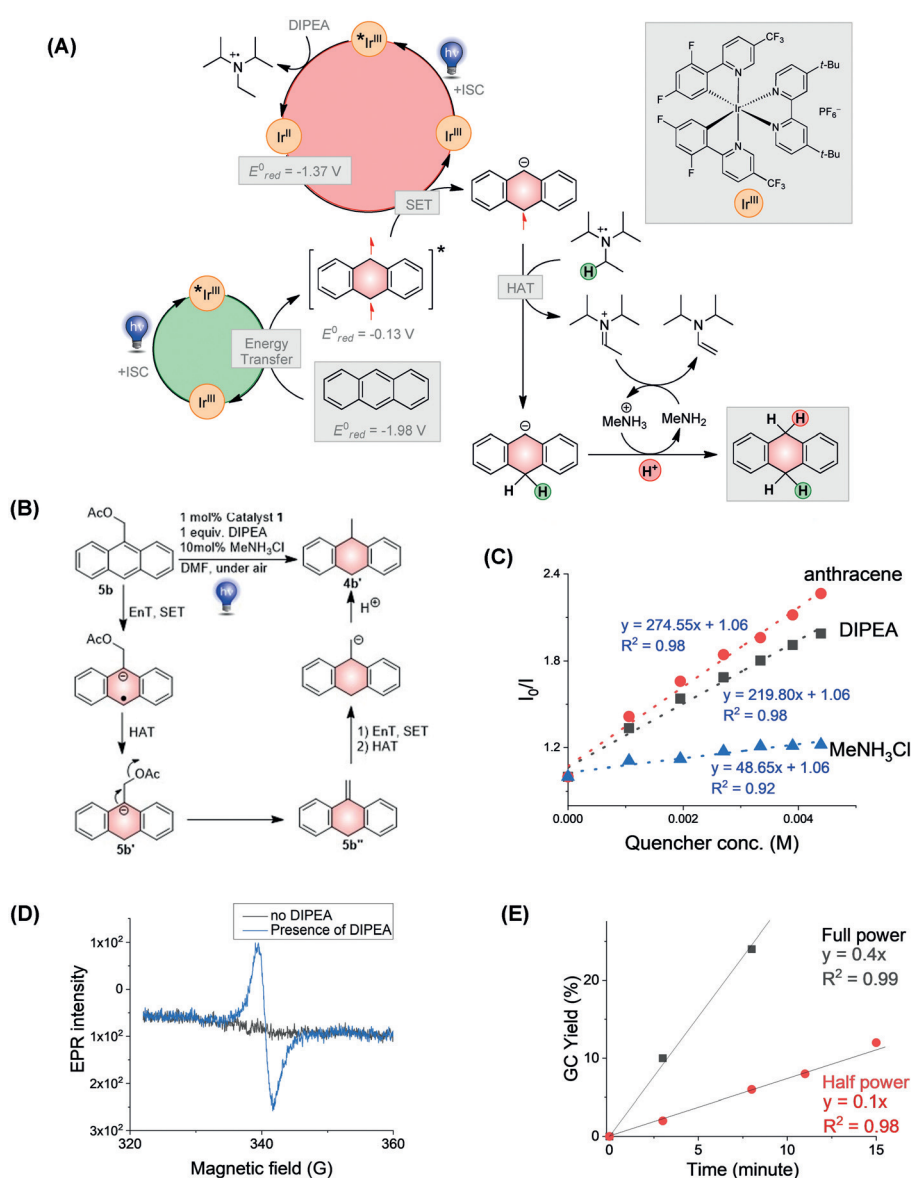 (A)
DIPEA
*IrIII
hν
+ISC
IrII
IrIII
E0red = -1.37 V
SET
N
+•
⊖
CF3
F
N
N
t-Bu
Ir
PF6−
F
N
N
t-Bu
F
F
CF3
IrIII
*
E0red = -0.13 V
*IrIII
hν
+ISC
Energy
Transfer
IrIII
E0red = -1.98 V
+•
N
H
HAT
N+
N
⊕
MeNH3
MeNH2
H+
⊖
H H
H H
H H
(B)
AcO
1 mol% Catalyst 1
1 equiv. DIPEA
10mol% MeNH3Cl
DMF, under air
hν
5b
4b'
EnT, SET
H⊕
AcO
⊖
•
⊖
HAT
1) EnT, SET
2) HAT
OAc
⊖
5b'
5b''
(C)
2.4
1.8
1.2
I0/I
anthracene
y = 274.55x + 1.06
R2 = 0.98
DIPEA
y = 219.80x + 1.06
R2 = 0.98
MeNH3Cl
y = 48.65x + 1.06
R2 = 0.92
0.000 0.002 0.004
Quencher conc. (M)
(D)
no DIPEA
Presence of DIPEA
1x102
0
1x102
2x102
3x102
EPR intensity
320 340 360
Magnetic field (G)
(E)
20
10
0
GC Yield (%)
Full power
y = 0.4x
R2 = 0.99
Half power
y = 0.1x
R2 = 0.98
0 5 10 15
Time (minute)